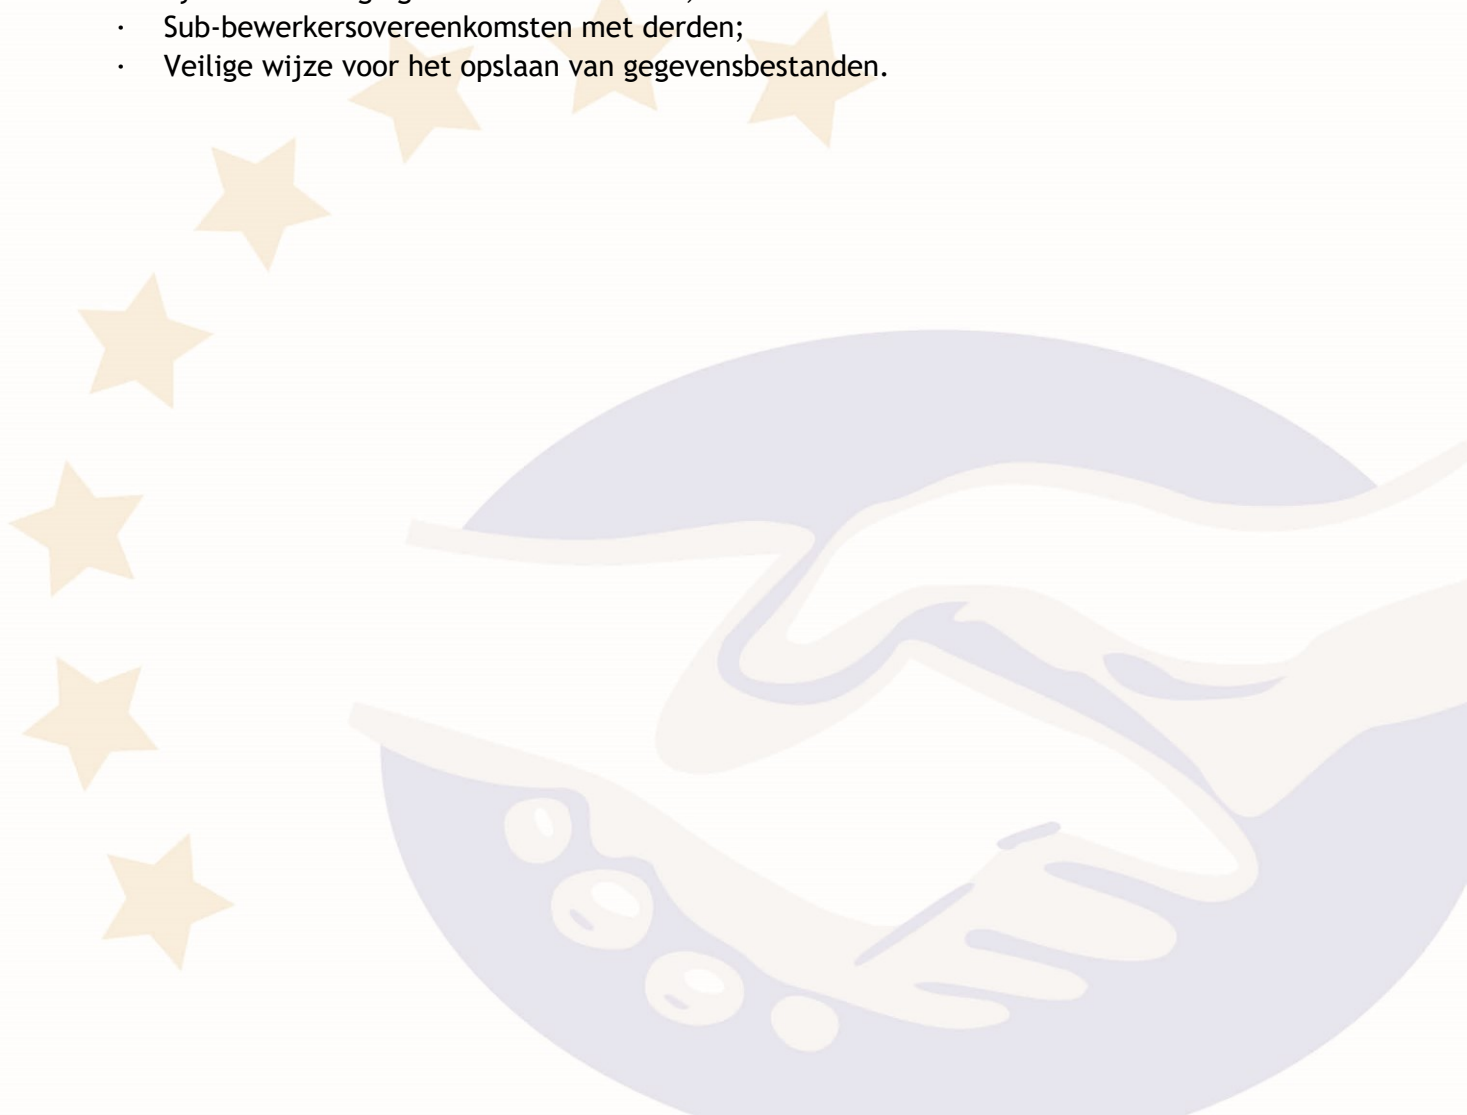 · Sub-bewerkersovereenkomsten met derden;
· Veilige wijze voor het opslaan van gegevensbestanden.